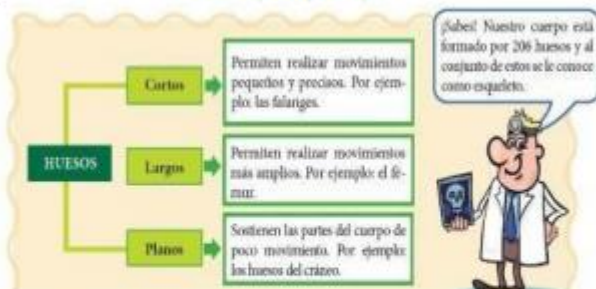 ¡Sabes! Nuestro cuerpo está
formado por 206 huesos y al
conjunto de estos se le conoce
como esqueleto.
HUESOS
Cortos
Permiten realizar movimientos
pequeños y precisos. Por ejem-
plo: las falanges.
Largos
Permiten realizar movimientos
más amplios. Por ejemplo: el fé-
mur.
Planos
Sostienen las partes del cuerpo de
poco movimiento. Por ejemplo:
los huesos del cráneo.